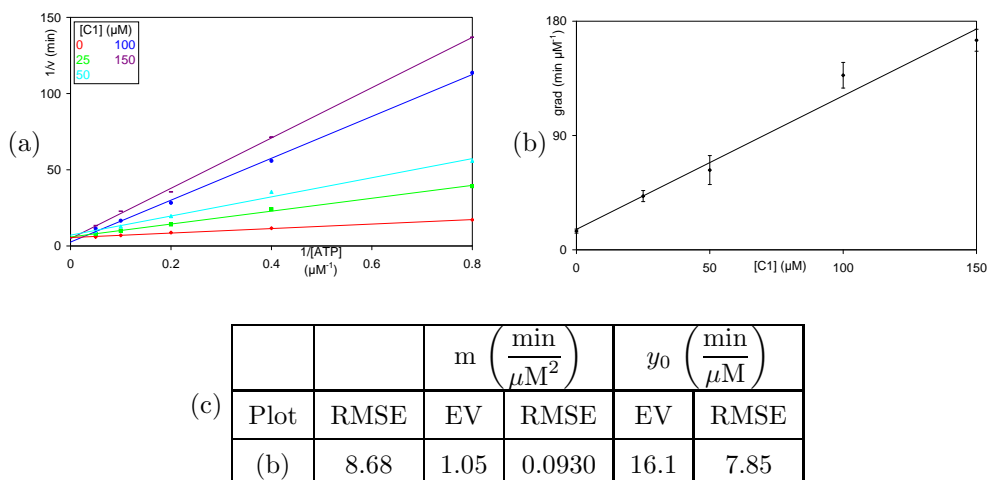 (a)
1/v (min)
150
100
50
0
[C1] (µM)
0 100
25 150
50
0 0.2 0.4 0.6 0.8
1/[ATP]
(µM⁻¹)
(b)
grad (min µM⁻¹)
180
90
0
0 50 100 150
[C1] (µM)
(c)
m (min/µM²) y₀ (min/µM)
Plot RMSE EV RMSE EV RMSE
(b) 8.68 1.05 0.0930 16.1 7.85